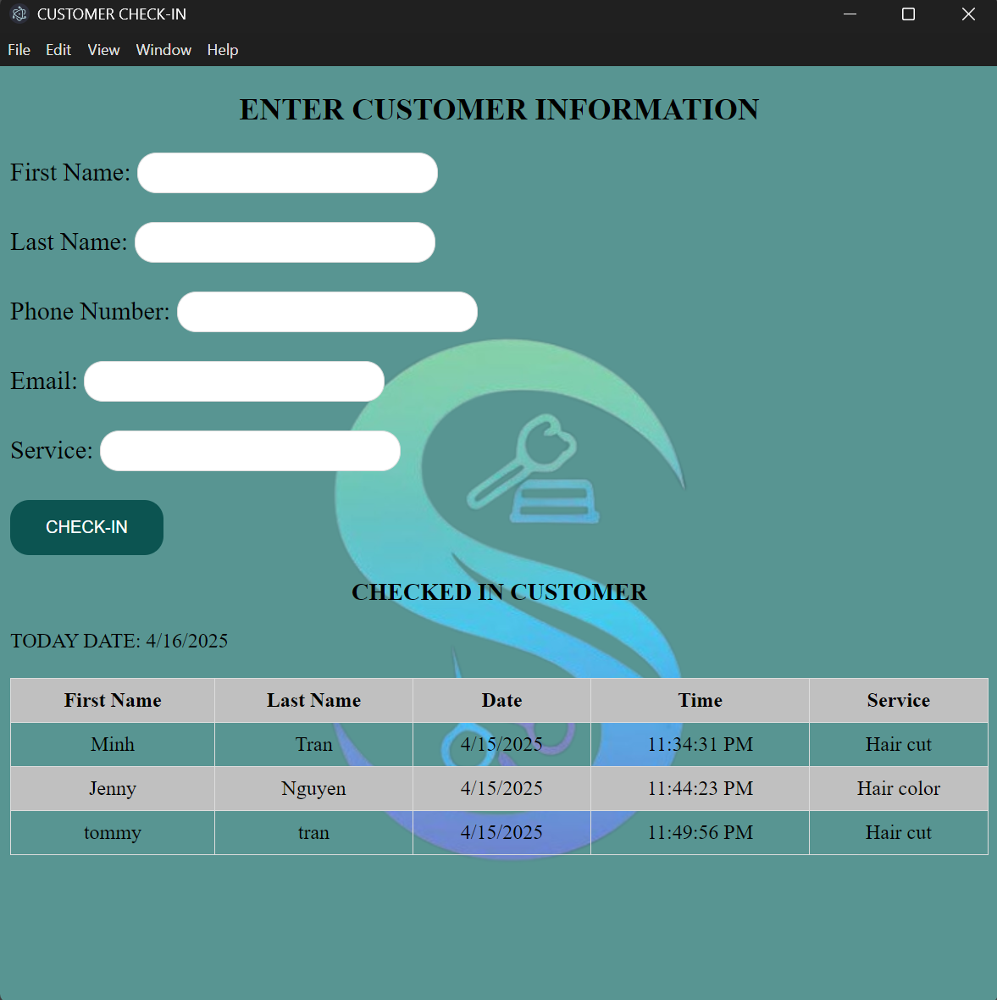 CUSTOMER CHECK-IN
File Edit View Window Help
ENTER CUSTOMER INFORMATION
First Name:
Last Name:
Phone Number:
Email:
Service:
CHECK-IN
CHECKED IN CUSTOMER
TODAY DATE: 4/16/2025
First Name Last Name Date Time Service
Minh Tran 4/15/2025 11:34:31 PM Hair cut
Jenny Nguyen 4/15/2025 11:44:23 PM Hair color
tommy tran 4/15/2025 11:49:56 PM Hair cut